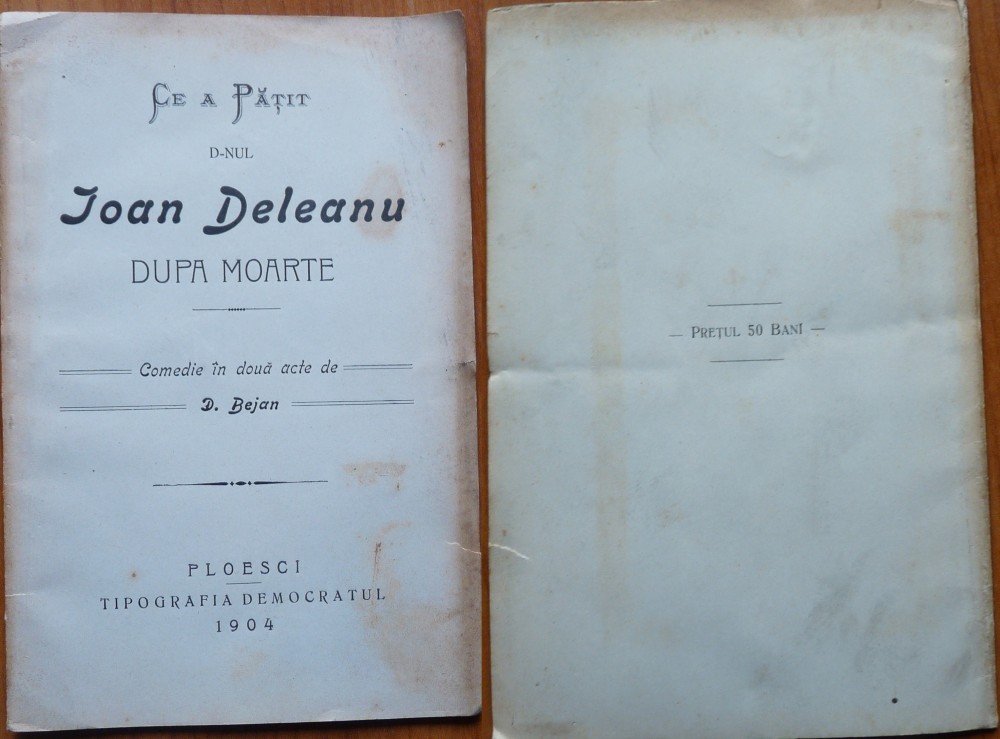 Ce a Pățit
D-NUL
Joan Deleanu
DUPA MOARTE
Comedie în două acte de
D. Bejan
PLOESCI
TIPOGRAFIA DEMOCRATUL
1904
— Prețul 50 Banĭ —